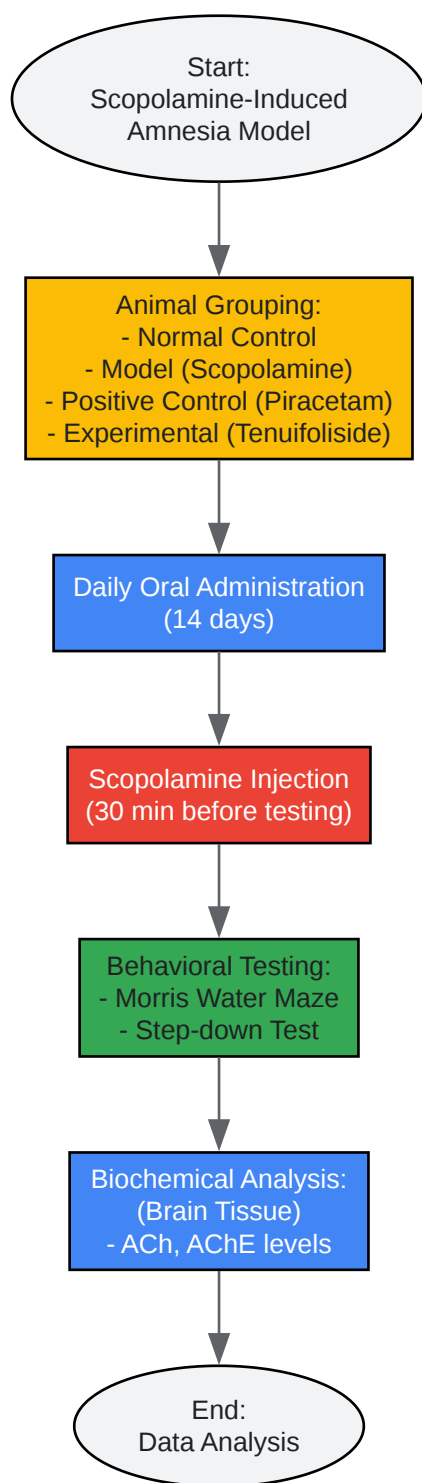 Start:
Scopolamine-Induced
Amnesia Model
Animal Grouping:
- Normal Control
- Model (Scopolamine)
- Positive Control (Piracetam)
- Experimental (Tenuifoliside)
Daily Oral Administration
(14 days)
Scopolamine Injection
(30 min before testing)
Behavioral Testing:
- Morris Water Maze
- Step-down Test
Biochemical Analysis:
(Brain Tissue)
- ACh, AChE levels
End:
Data Analysis